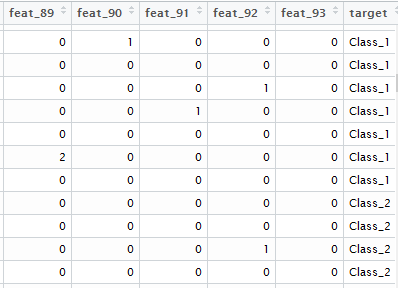 feat_89 feat_90 feat_91 feat_92 feat_93 target
0 1 0 0 0 Class_1
0 0 0 0 0 Class_1
0 0 0 1 0 Class_1
0 0 1 0 0 Class_1
0 0 0 0 0 Class_1
2 0 0 0 0 Class_1
0 0 0 0 0 Class_1
0 0 0 0 0 Class_2
0 0 0 0 0 Class_2
0 0 0 1 0 Class_2
0 0 0 0 0 Class_2